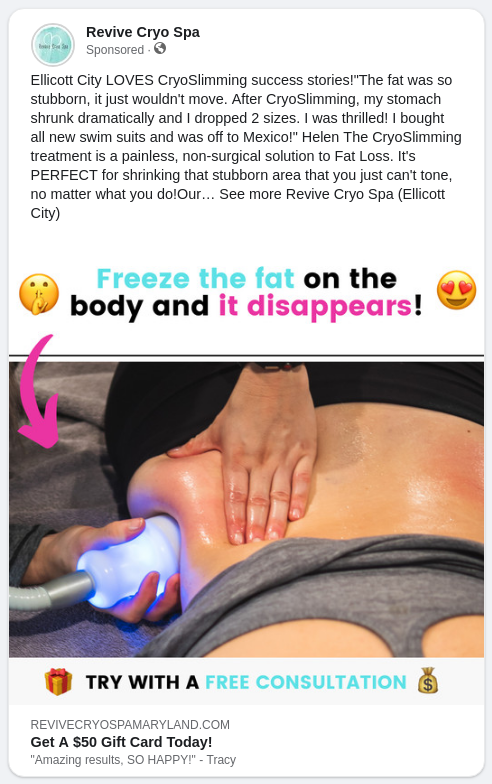 Revive Cryo Spa
Sponsored ·
Ellicott City LOVES CryoSlimming success stories!"The fat was so
stubborn, it just wouldn't move. After CryoSlimming, my stomach
shrunk dramatically and I dropped 2 sizes. I was thrilled! I bought
all new swim suits and was off to Mexico!" Helen The CryoSlimming
treatment is a painless, non-surgical solution to Fat Loss. It's
PERFECT for shrinking that stubborn area that you just can't tone,
no matter what you do!Our… See more Revive Cryo Spa (Ellicott
City)
Freeze the fat on the
body and it disappears!
TRY WITH A FREE CONSULTATION
REVIVECRYOSPAMARYLAND.COM
Get A $50 Gift Card Today!
"Amazing results, SO HAPPY!" - Tracy